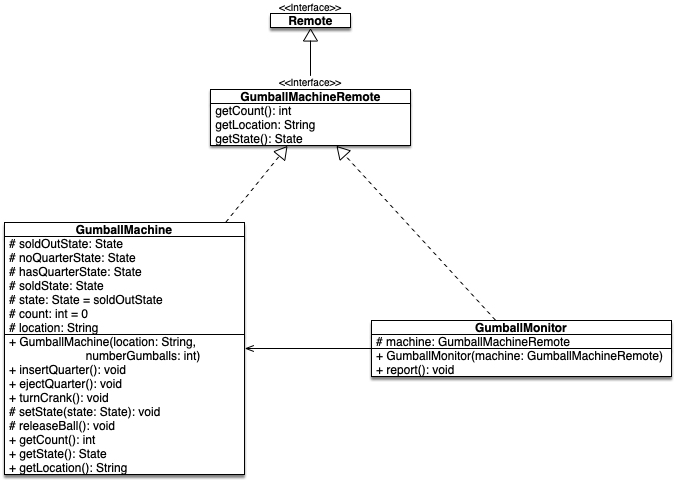 <<Interface>>
Remote
<<Interface>>
GumballMachineRemote
getCount(): int
getLocation: String
getState(): State
GumballMachine
# soldOutState: State
# noQuarterState: State
# hasQuarterState: State
# soldState: State
# state: State = soldOutState
# count: int = 0
# location: String
+ GumballMachine(location: String,
numberGumballs: int)
+ insertQuarter(): void
+ ejectQuarter(): void
+ turnCrank(): void
# setState(state: State): void
# releaseBall(): void
+ getCount(): int
+ getState(): State
+ getLocation(): String
GumballMonitor
# machine: GumballMachineRemote
+ GumballMonitor(machine: GumballMachineRemote)
+ report(): void